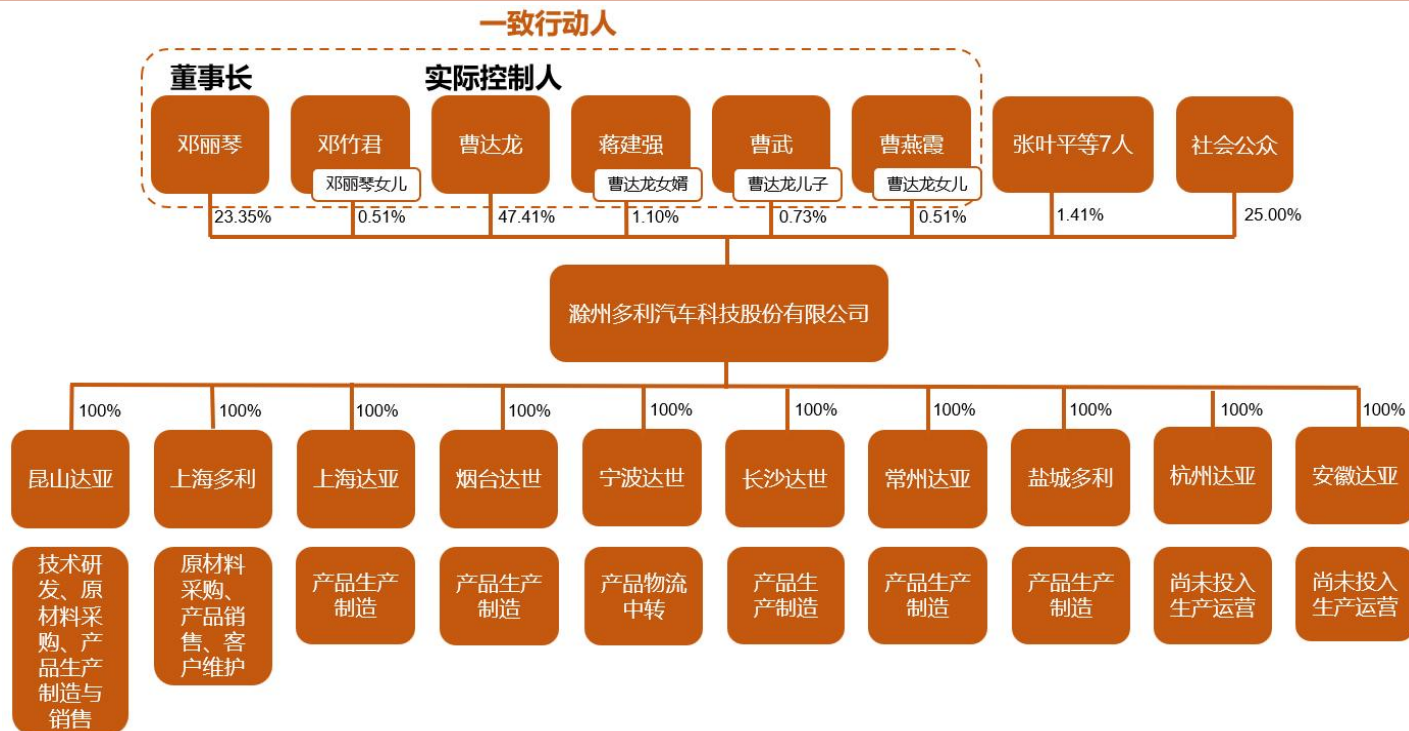 一致行动人
董事长
实际控制人
邓丽琴
邓竹君
曹达龙
蒋建强
曹武
曹燕霞
张叶平等7人
社会公众
邓丽琴女儿
曹达龙女婿
曹达龙儿子
曹达龙女儿
23.35%
0.51%
47.41%
1.10%
0.73%
0.51%
1.41%
25.00%
滁州多利汽车科技股份有限公司
100%
100%
100%
100%
100%
100%
100%
100%
100%
100%
昆山达亚
上海多利
上海达亚
烟台达世
宁波达世
长沙达世
常州达亚
盐城多利
杭州达亚
安徽达亚
技术研
发、原
材料采
购、产
品生产
制造与
销售
原材料
采购、
产品销
售、客
户维护
产品生产
制造
产品生产
制造
产品物流
中转
产品生
产制造
产品生产
制造
产品生产
制造
尚未投入
生产运营
尚未投入
生产运营